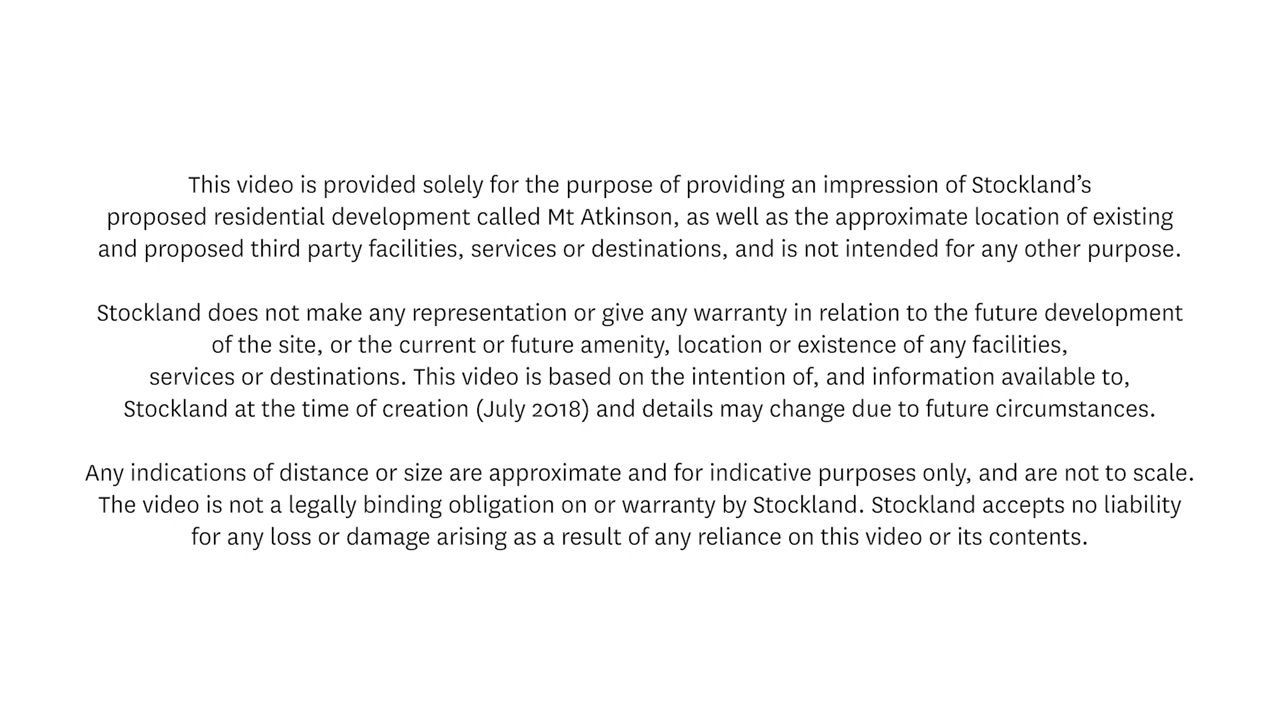 This video is provided solely for the purpose of providing an impression of Stockland’s
proposed residential development called Mt Atkinson, as well as the approximate location of existing
and proposed third party facilities, services or destinations, and is not intended for any other purpose.
Stockland does not make any representation or give any warranty in relation to the future development
of the site, or the current or future amenity, location or existence of any facilities,
services or destinations. This video is based on the intention of, and information available to,
Stockland at the time of creation (July 2018) and details may change due to future circumstances.
Any indications of distance or size are approximate and for indicative purposes only, and are not to scale.
The video is not a legally binding obligation on or warranty by Stockland. Stockland accepts no liability
for any loss or damage arising as a result of any reliance on this video or its contents.